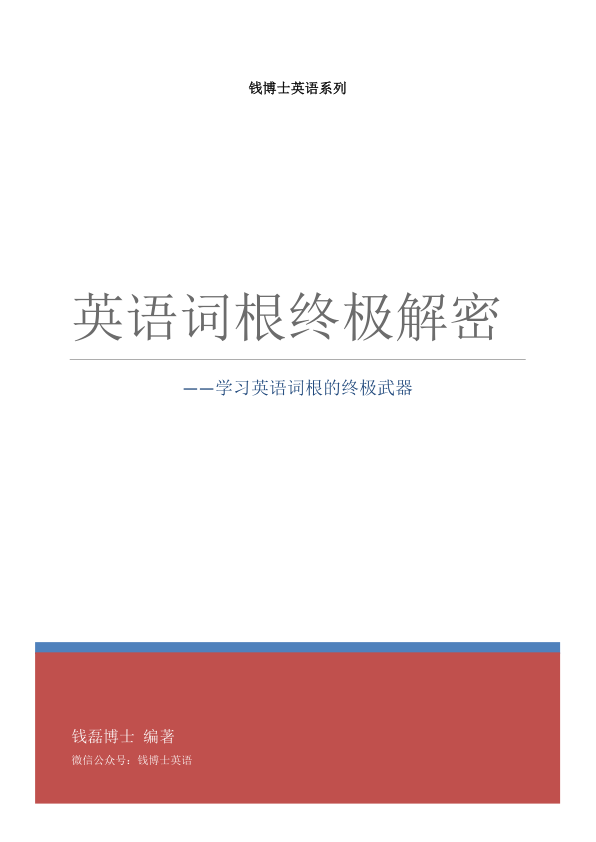 钱博士英语系列
英语词根终极解密
——学习英语词根的终极武器
钱磊博士 编著
微信公众号：钱博士英语